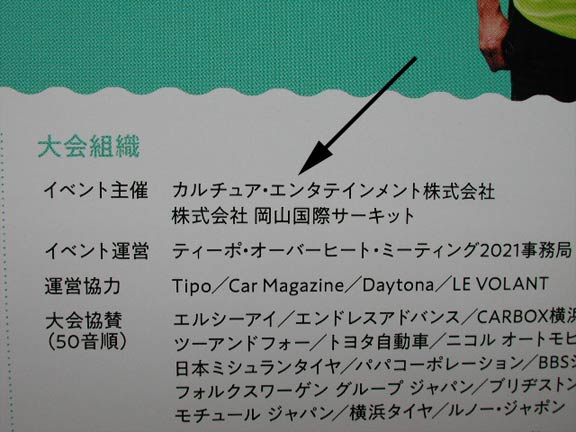 大会組織
イベント主催 カルチュア・エンタテインメント株式会社
株式会社 岡山国際サーキット
イベント運営 ティーポ・オーバーヒート・ミーティング2021事務局
運営協力 Tipo／Car Magazine／Daytona／LE VOLANT
大会協賛 エルシーアイ／エンドレスアドバンス／CARBOX横浜
(50音順) ツーアンドフォー／トヨタ自動車／ニコル オートモビ
日本ミシュランタイヤ／パパコーポレーション／BBSジ
フォルクスワーゲン グループ ジャパン／ブリヂストン
モチュール ジャパン／横浜タイヤ／ルノー・ジャポン